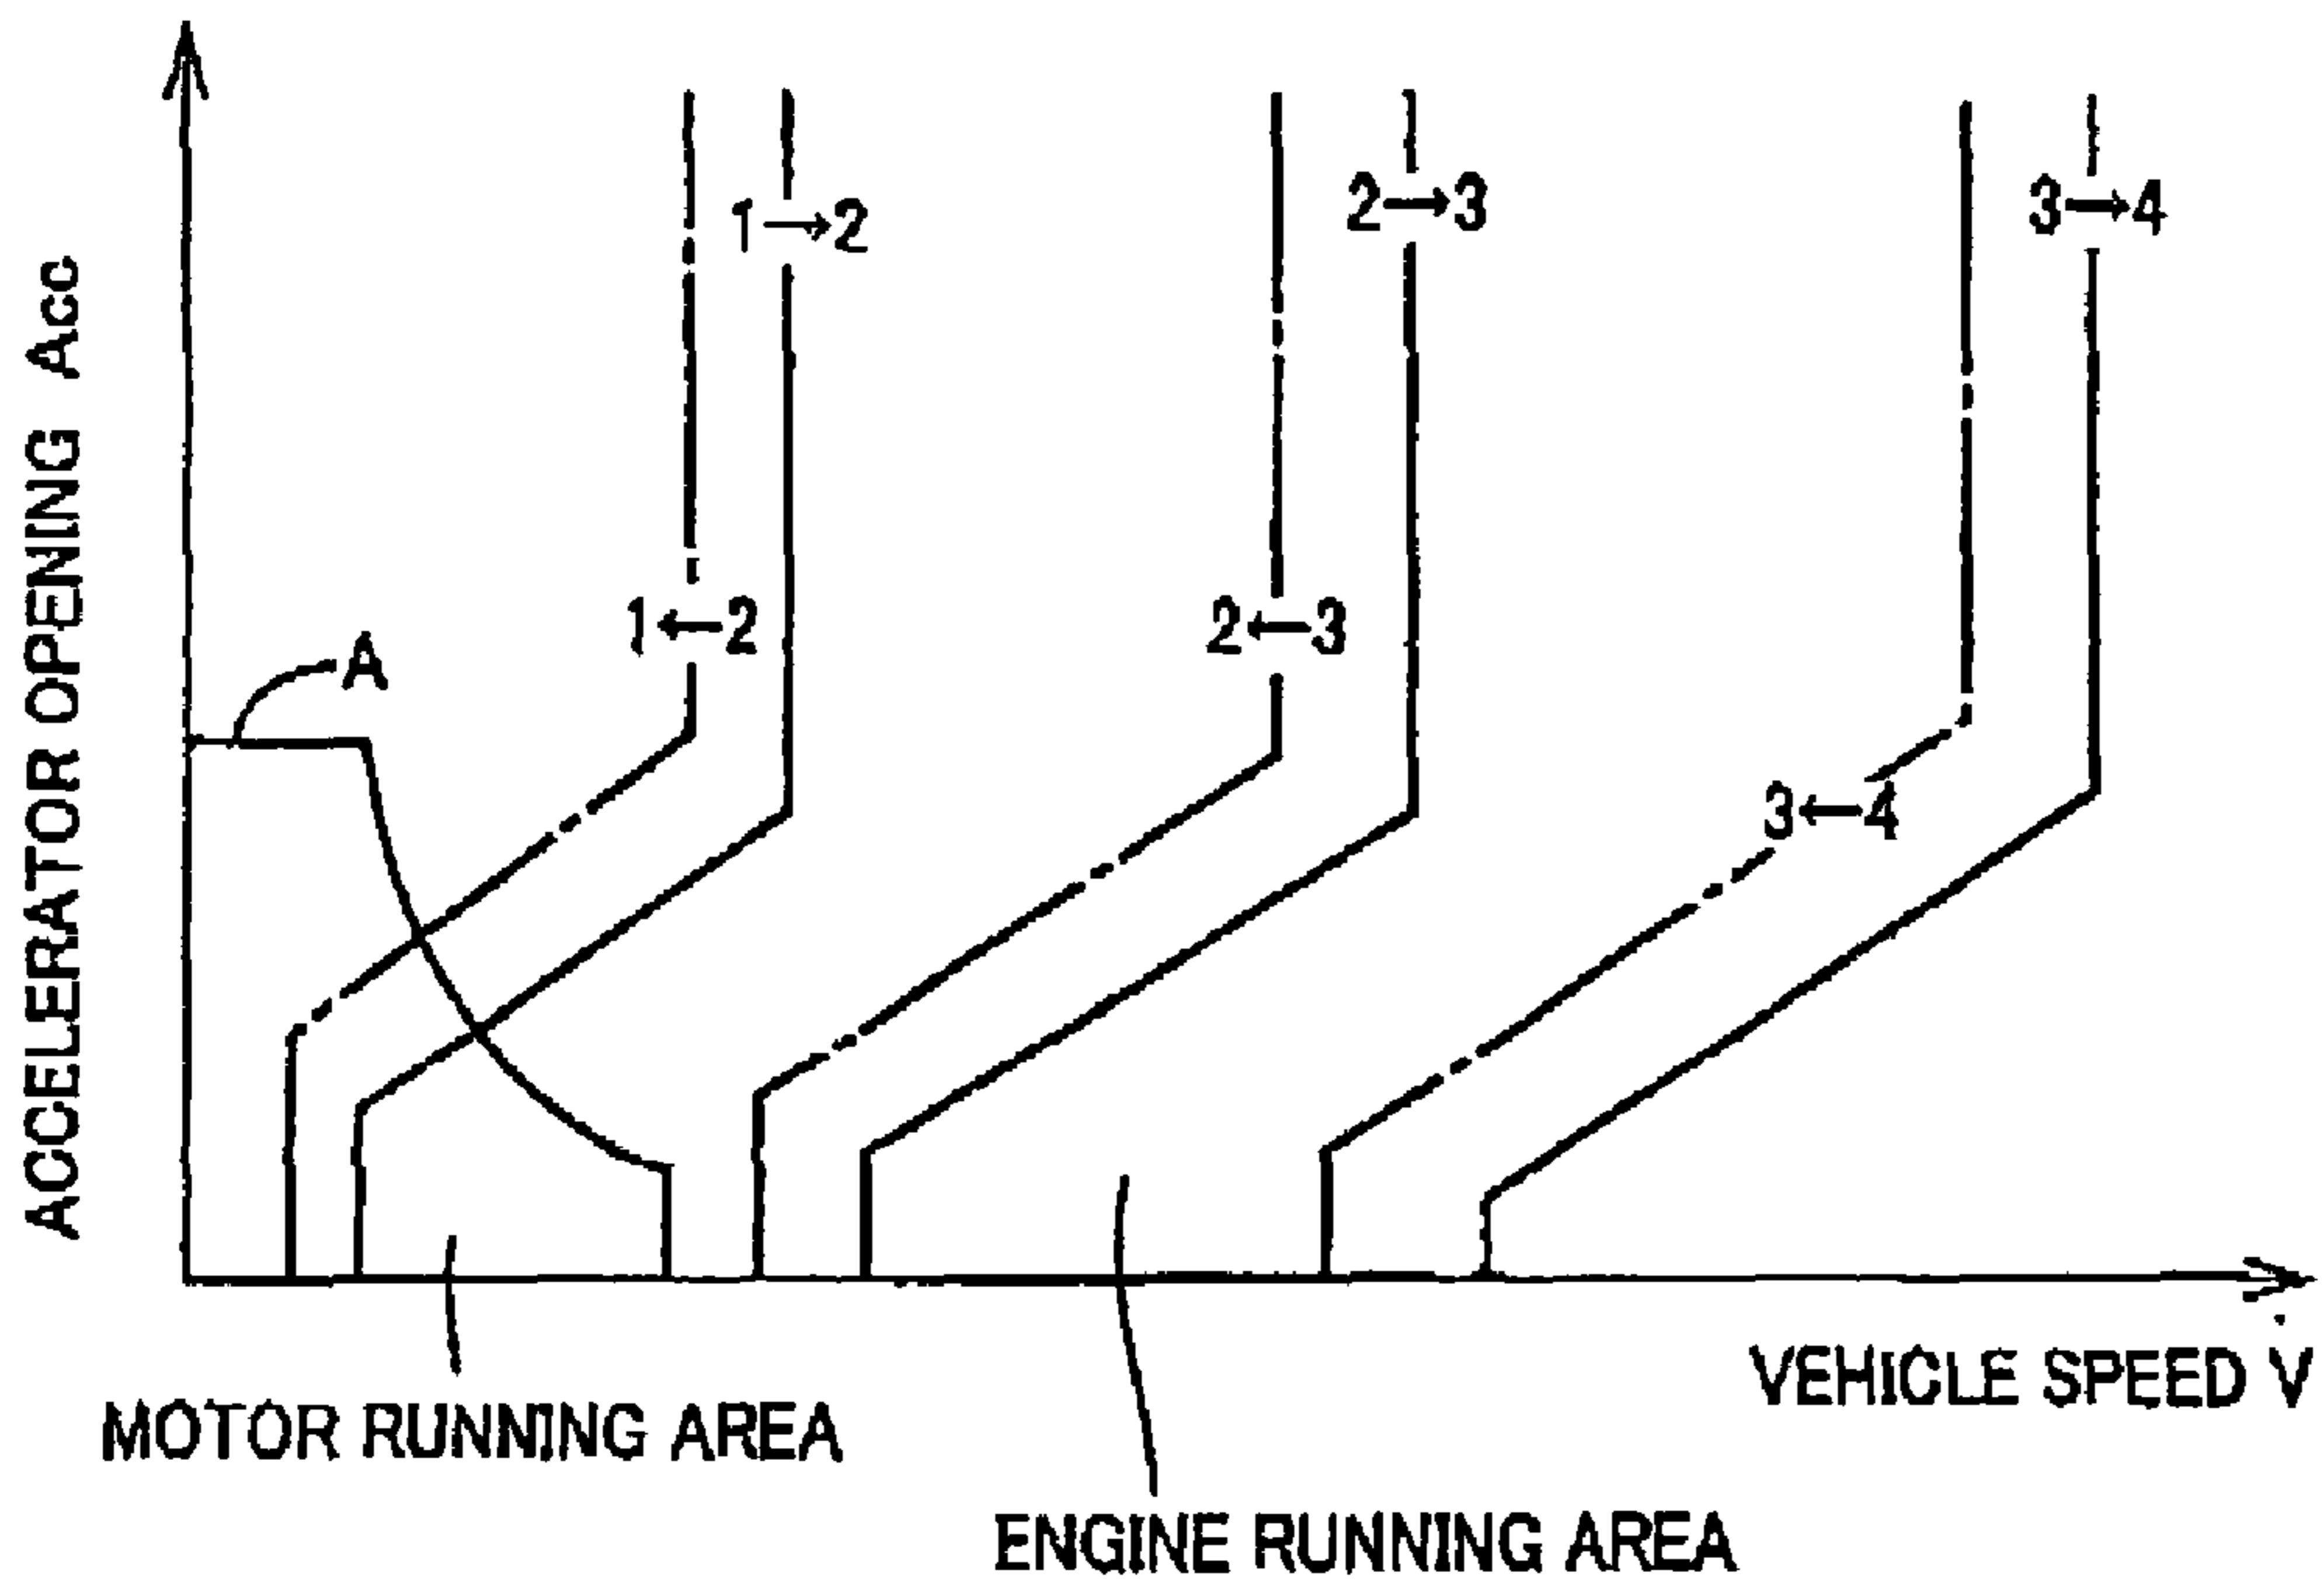 ACCELERATOR OPENING Acc
1→2
2→3
3→4
1←2
2←3
A
3←4
VEHICLE SPEED V
MOTOR RUNNING AREA
ENGINE RUNNING AREA